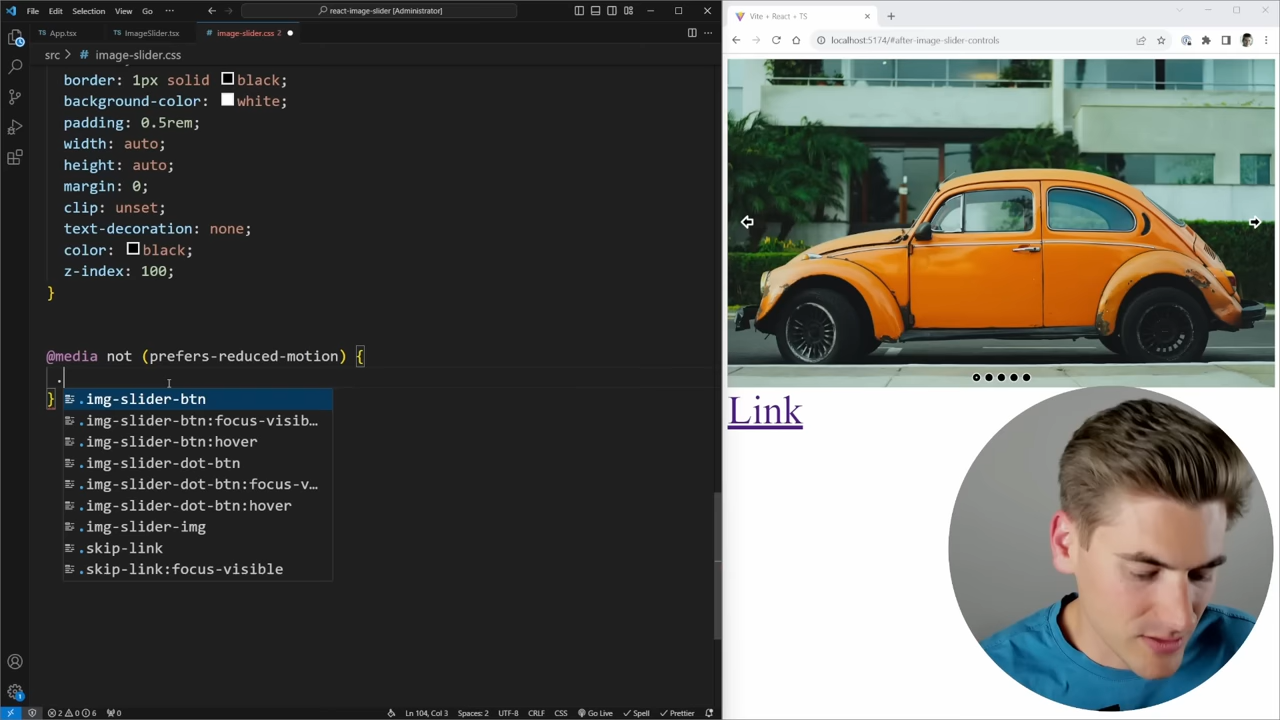 File Edit Selection View Go ··· react-image-slider [Administrator]
App.tsx ImageSlider.tsx image-slider.css 2
src > image-slider.css
border: 1px solid black;
background-color: white;
padding: 0.5rem;
width: auto;
height: auto;
margin: 0;
clip: unset;
text-decoration: none;
color: black;
z-index: 100;
}
@media not (prefers-reduced-motion) {
.
}
.img-slider-btn
.img-slider-btn:focus-visib…
.img-slider-btn:hover
.img-slider-dot-btn
.img-slider-dot-btn:focus-v…
.img-slider-dot-btn:hover
.img-slider-img
.skip-link
.skip-link:focus-visible
1
2 0 6 0 Ln 104, Col 3 Spaces: 2 UTF-8 CRLF CSS Go Live Spell Prettier
Vite + React + TS
localhost:5174/#after-image-slider-controls
Link